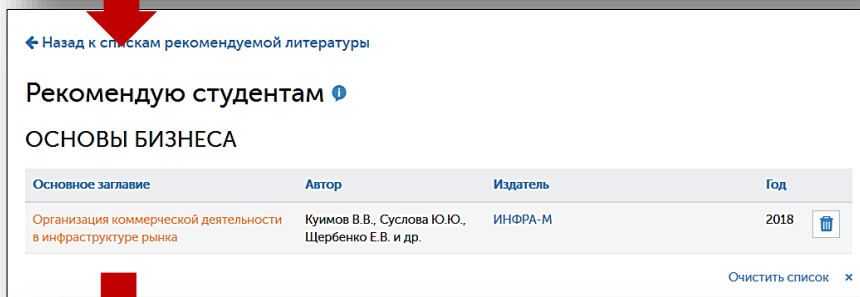 Назад к спискам рекомендуемой литературы
Рекомендую студентам
ОСНОВЫ БИЗНЕСА
Основное заглавие Автор Издатель Год
Организация коммерческой деятельности Куимов В.В., Суслова Ю.Ю., ИНФРА-М 2018
в инфраструктуре рынка Щербенко Е.В. и др.
Очистить список ×